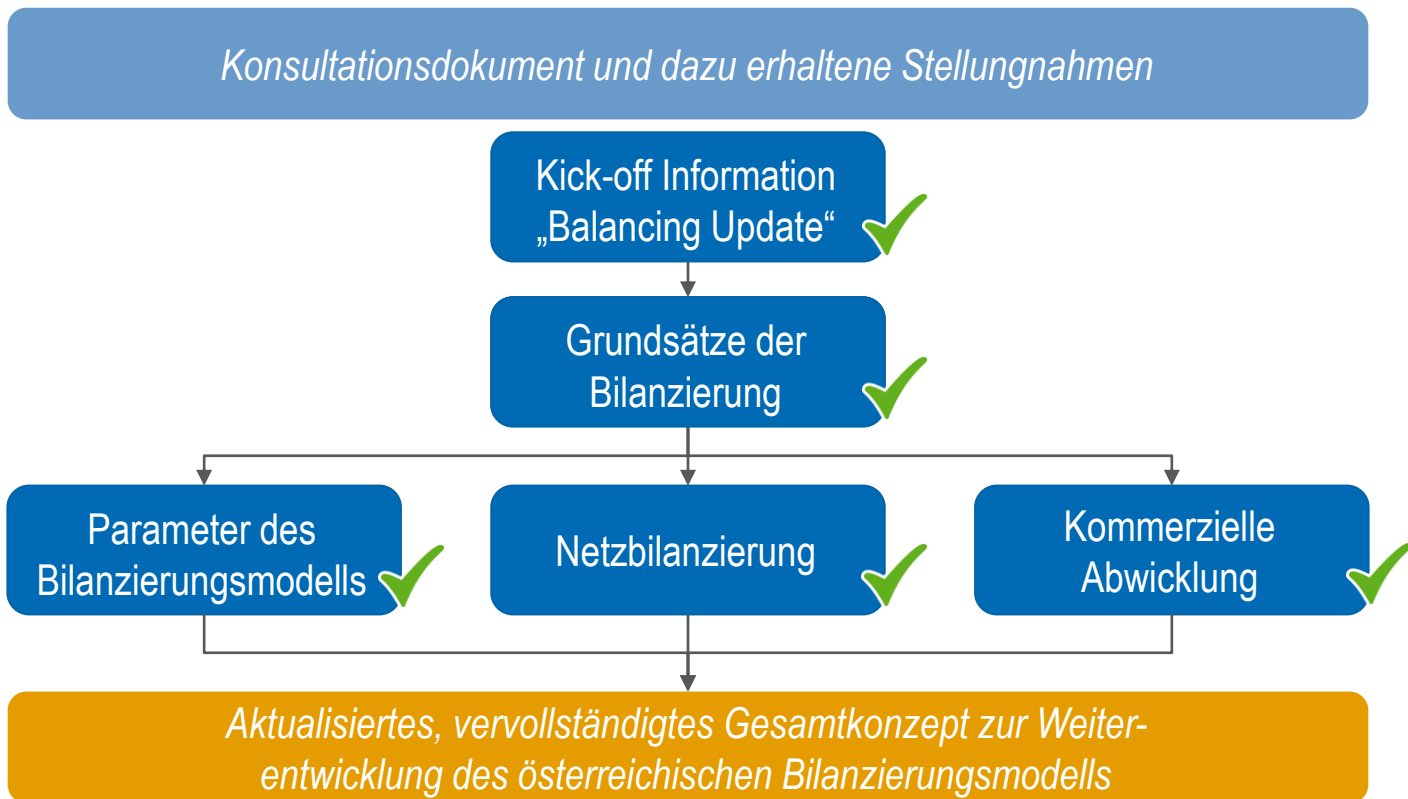 Konsultationsdokument und dazu erhaltene Stellungnahmen
Kick-off Information
„Balancing Update“
Grundsätze der
Bilanzierung
Parameter des
Bilanzierungsmodells
Netzbilanzierung
Kommerzielle
Abwicklung
Aktualisiertes, vervollständigtes Gesamtkonzept zur Weiter-
entwicklung des österreichischen Bilanzierungsmodells